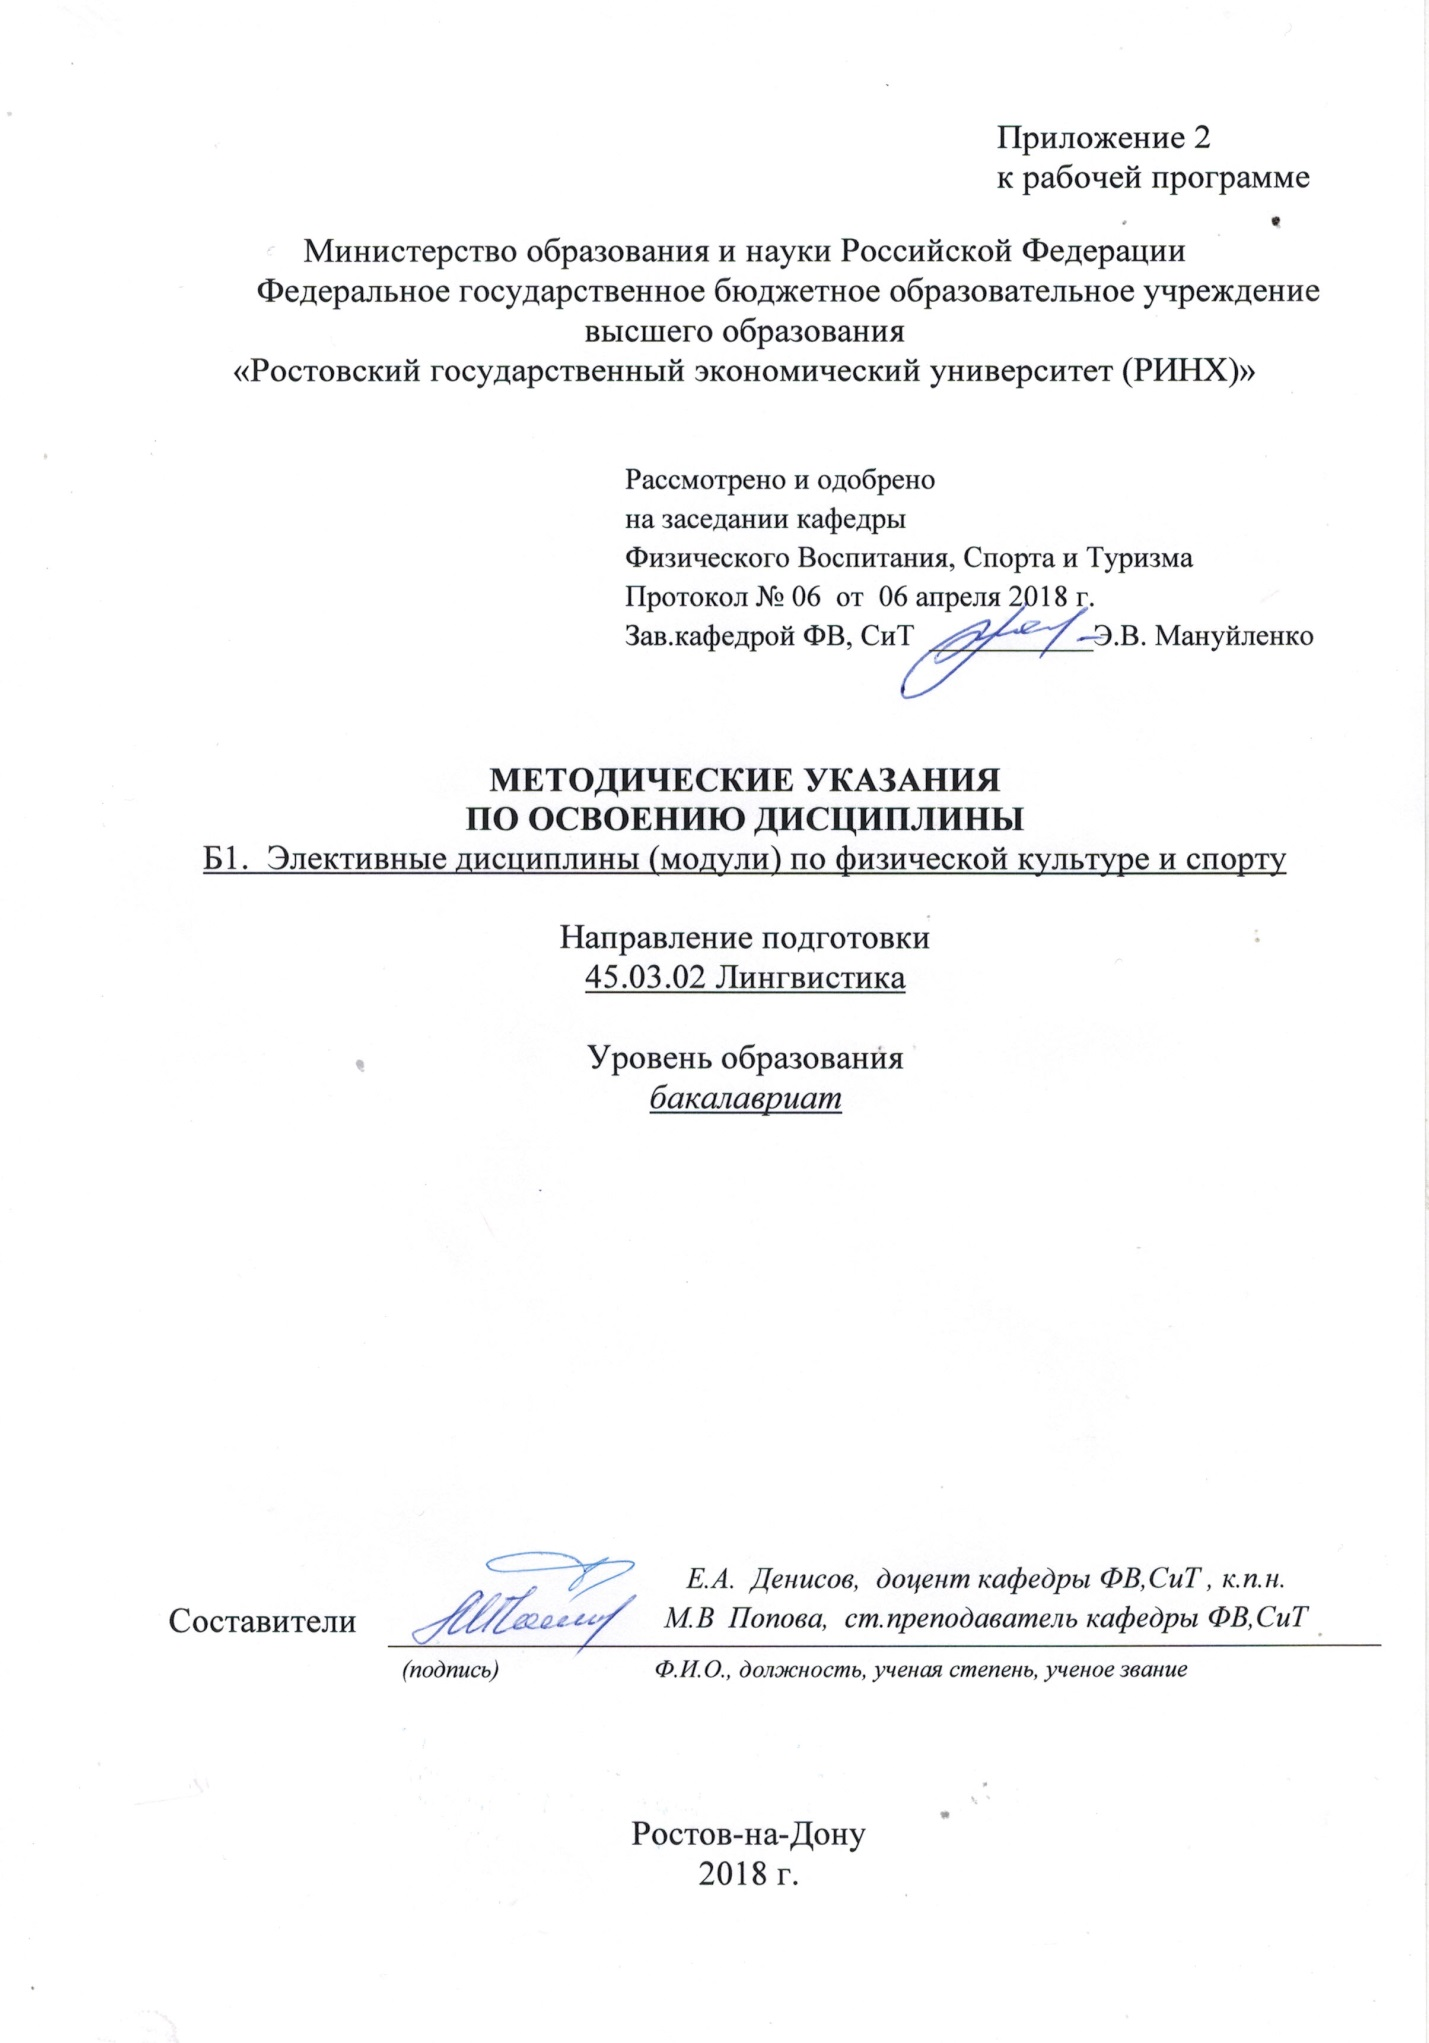 Приложение 2
к рабочей программе
Министерство образования и науки Российской Федерации
Федеральное государственное бюджетное образовательное учреждение
высшего образования
«Ростовский государственный экономический университет (РИНХ)»
Рассмотрено и одобрено
на заседании кафедры
Физического Воспитания, Спорта и Туризма
Протокол № 06 от 06 апреля 2018 г.
Зав.кафедрой ФВ, СиТ ____________Э.В. Мануйленко
МЕТОДИЧЕСКИЕ УКАЗАНИЯ
ПО ОСВОЕНИЮ ДИСЦИПЛИНЫ
Б1. Элективные дисциплины (модули) по физической культуре и спорту
Направление подготовки
45.03.02 Лингвистика
Уровень образования
бакалавриат
Е.А. Денисов, доцент кафедры ФВ,СиТ , к.п.н.
Составители М.В Попова, ст.преподаватель кафедры ФВ,СиТ
(подпись) Ф.И.О., должность, ученая степень, ученое звание
Ростов-на-Дону
2018 г.